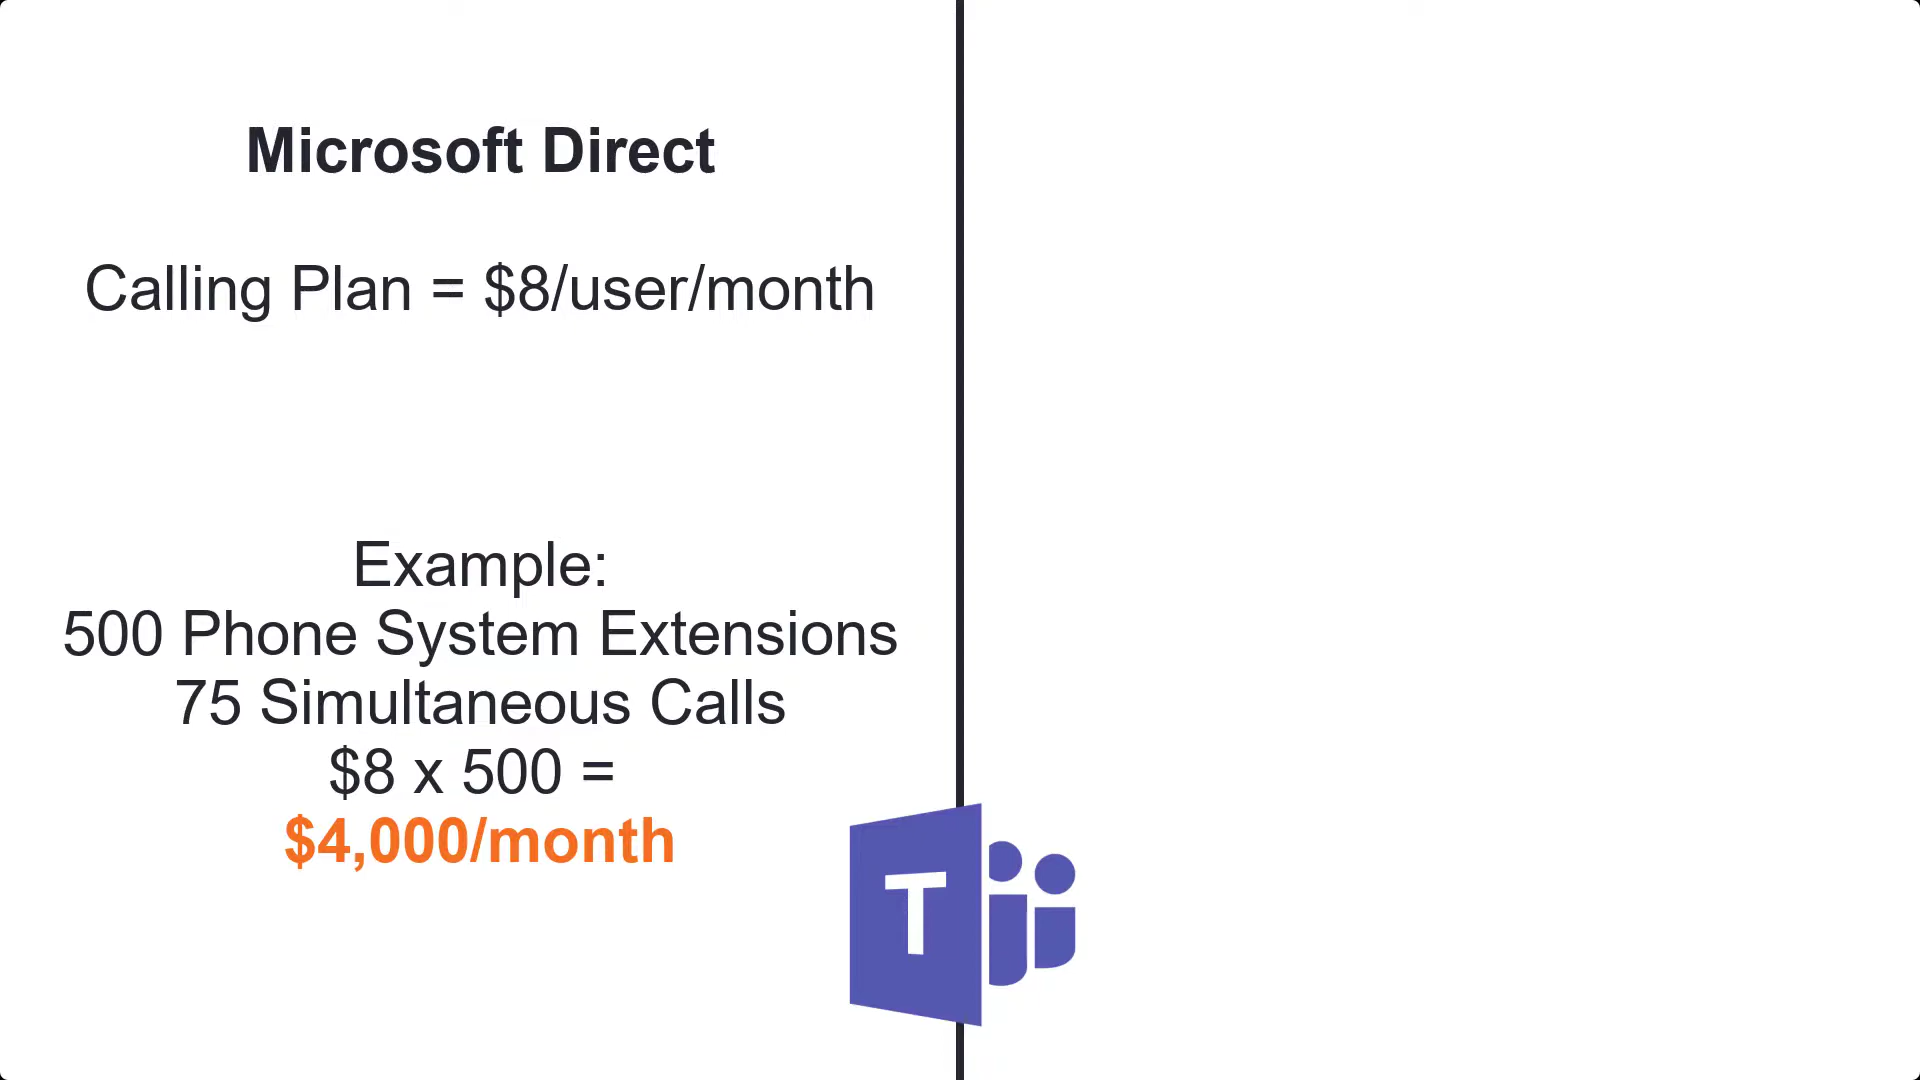 Microsoft Direct
Calling Plan = $8/user/month
Example:
500 Phone System Extensions
75 Simultaneous Calls
$8 x 500 =
$4,000/month
T